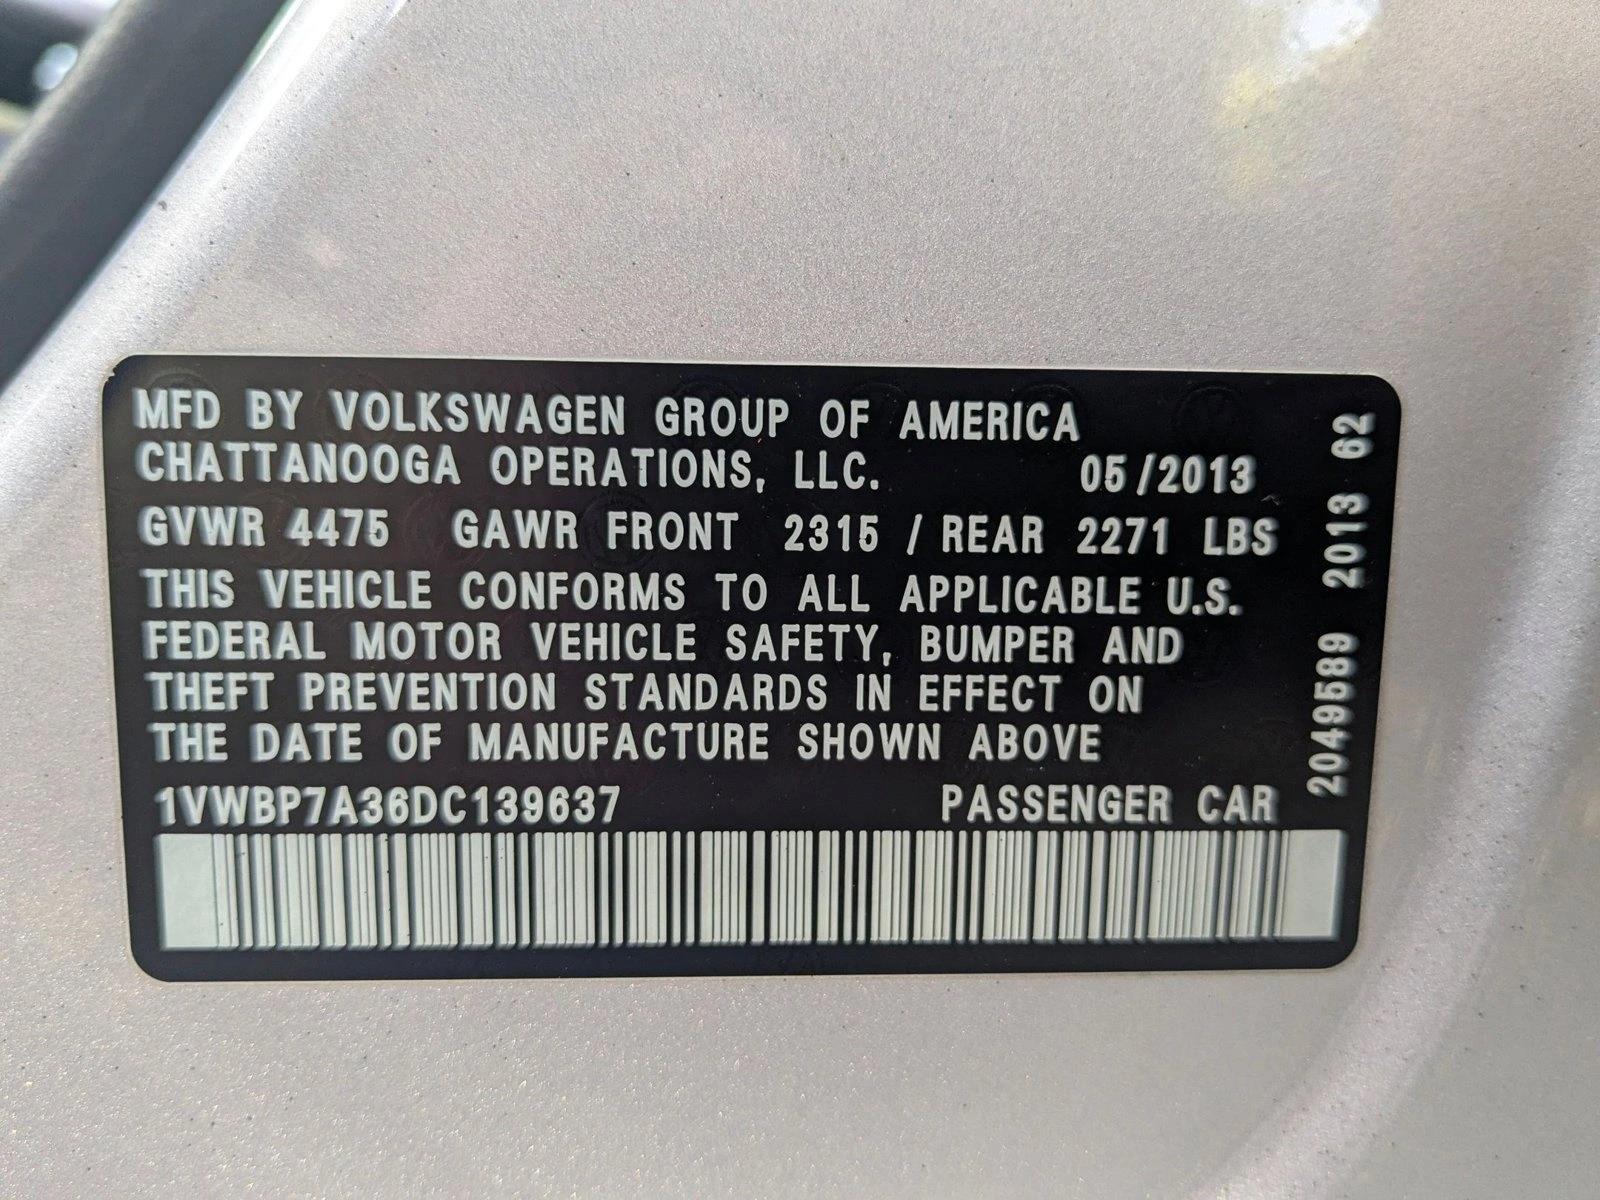 MFD BY VOLKSWAGEN GROUP OF AMERICA
CHATTANOOGA OPERATIONS, LLC. 05/2013
GVWR 4475 GAWR FRONT 2315 / REAR 2271 LBS
THIS VEHICLE CONFORMS TO ALL APPLICABLE U.S.
FEDERAL MOTOR VEHICLE SAFETY, BUMPER AND
THEFT PREVENTION STANDARDS IN EFFECT ON
THE DATE OF MANUFACTURE SHOWN ABOVE
1VWBP7A36DC139637 PASSENGER CAR
2049589 2013 62